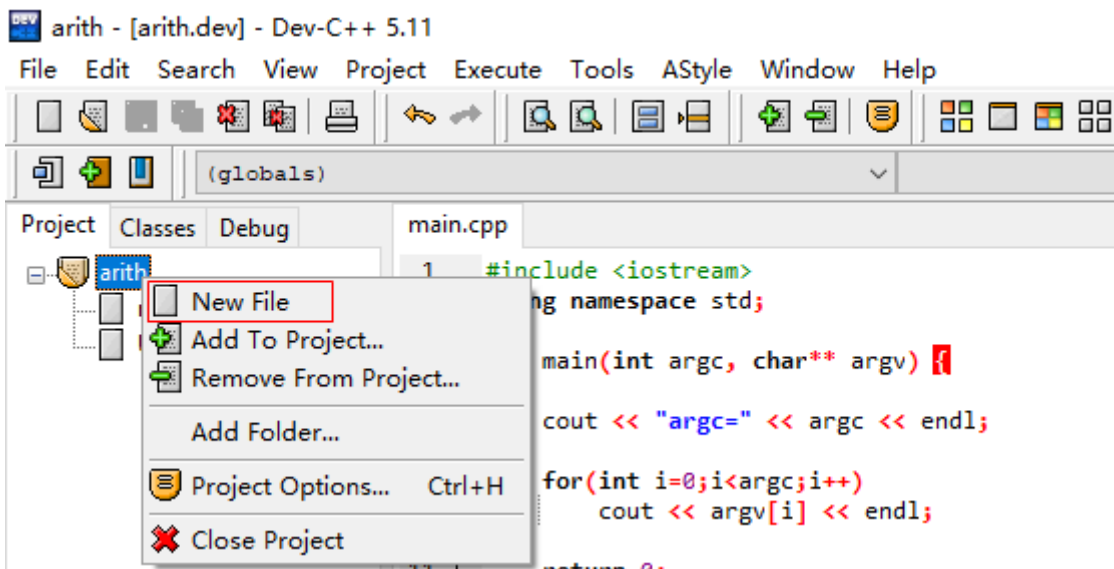 arith - [arith.dev] - Dev-C++ 5.11
File Edit Search View Project Execute Tools AStyle Window Help
(globals)
Project Classes Debug
main.cpp
arith
1 #include <iostream>
New File
namespace std;
Add To Project...
main(int argc, char** argv) {
Remove From Project...
cout << "argc=" << argc << endl;
Add Folder...
Project Options... Ctrl+H
for(int i=0;i<argc;i++)
cout << argv[i] << endl;
Close Project